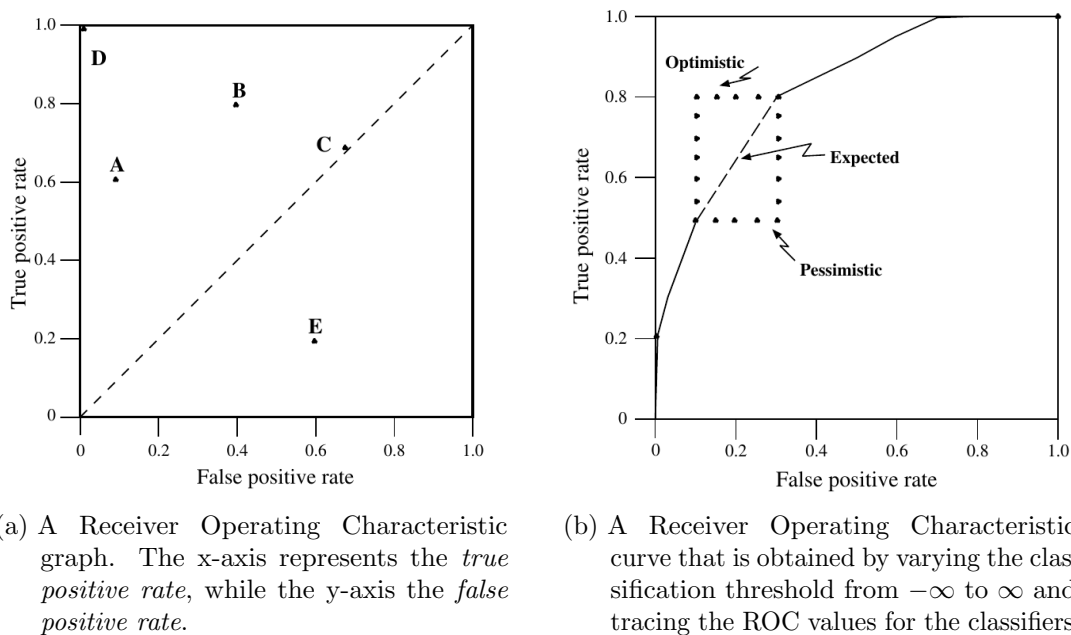 1.0
0.8
0.6
0.4
0.2
0
True positive rate
D
B
A
C
E
0 0.2 0.4 0.6 0.8 1.0
False positive rate
1.0
0.8
0.6
0.4
0.2
0
True positive rate
Optimistic
Expected
Pessimistic
0 0.2 0.4 0.6 0.8 1.0
False positive rate
a) A Receiver Operating Characteristic
graph. The x-axis represents the true
positive rate, while the y-axis the false
positive rate.
(b) A Receiver Operating Characteristic
curve that is obtained by varying the clas
sification threshold from −∞ to ∞ and
tracing the ROC values for the classifiers